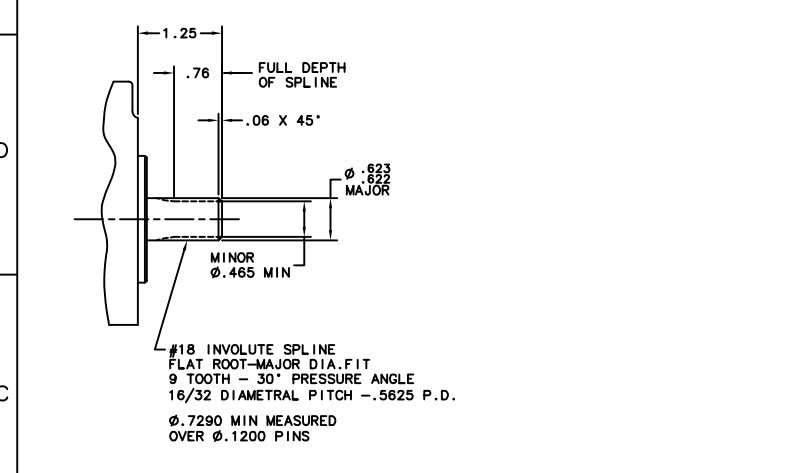 1.25
.76
FULL DEPTH
OF SPLINE
.06 X 45°
Ø .623
.622
MAJOR
MINOR
Ø.465 MIN
#18 INVOLUTE SPLINE
FLAT ROOT-MAJOR DIA.FIT
9 TOOTH - 30° PRESSURE ANGLE
16/32 DIAMETRAL PITCH -.5625 P.D.
Ø.7290 MIN MEASURED
OVER Ø.1200 PINS
C